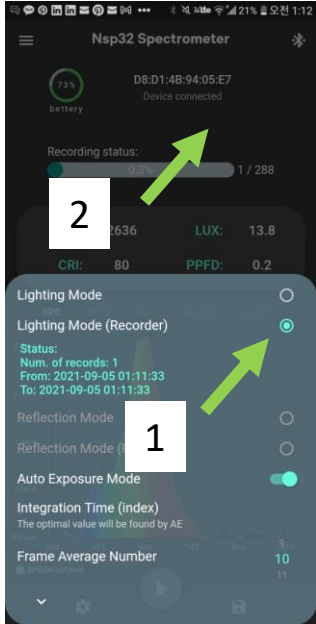 21% 오전 1:12
Nsp32 Spectrometer
73%
bettery
D8:D1:4B:94:05:E7
Device connected
Recording status:
0.3%
1 / 288
2
2636
LUX: 13.8
CRI: 80
PPFD: 0.2
Lighting Mode
Lighting Mode (Recorder)
Status:
Num. of records: 1
From: 2021-09-05 01:11:33
To: 2021-09-05 01:11:33
Reflection Mode
Reflection Mode (
1
Auto Exposure Mode
Integration Time (index)
The optimal value will be found by AE
Frame Average Number
9
10
11